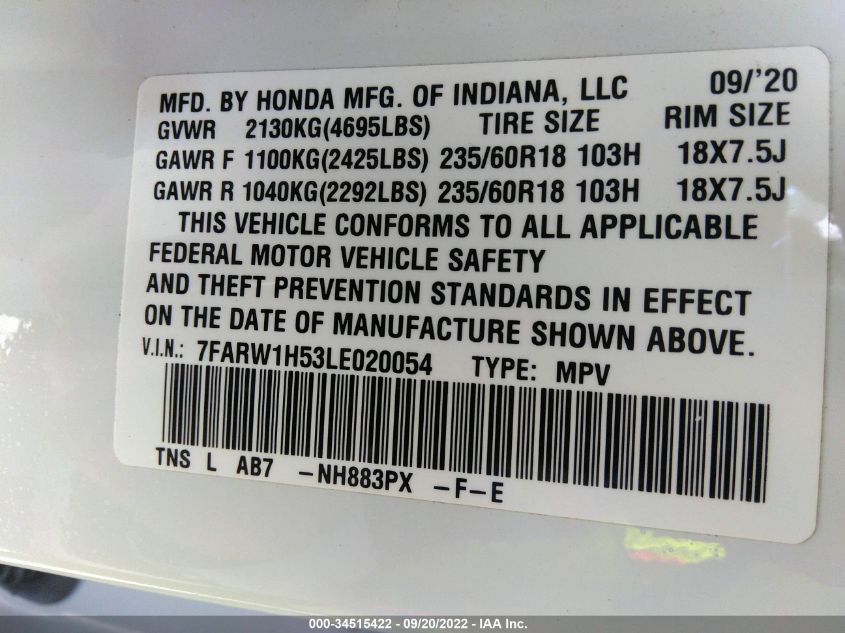 MFD. BY HONDA MFG. OF INDIANA, LLC 09/'20
GVWR 2130KG(4695LBS) TIRE SIZE RIM SIZE
GAWR F 1100KG(2425LBS) 235/60R18 103H 18X7.5J
GAWR R 1040KG(2292LBS) 235/60R18 103H 18X7.5J
THIS VEHICLE CONFORMS TO ALL APPLICABLE
FEDERAL MOTOR VEHICLE SAFETY
AND THEFT PREVENTION STANDARDS IN EFFECT
ON THE DATE OF MANUFACTURE SHOWN ABOVE.
V.I.N.: 7FARW1H53LE020054 TYPE: MPV
TNS L AB7 -NH883PX -F-E
000-34515422 - 09/20/2022 - IAA Inc.